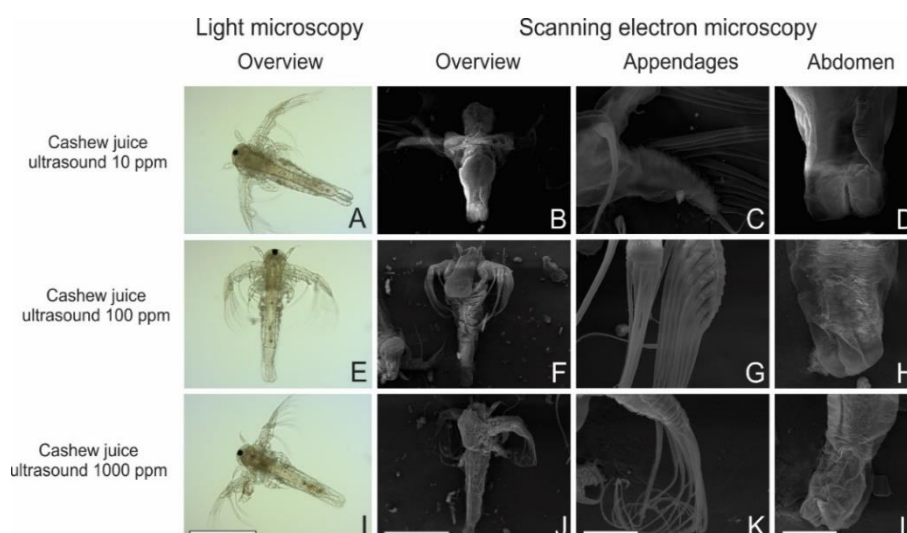 Light microscopy Scanning electron microscopy
Overview Overview Appendages Abdomen
Cashew juice
ultrasound 10 ppm
A B C D
Cashew juice
ultrasound 100 ppm
E F G H
Cashew juice
ultrasound 1000 ppm
I J K L